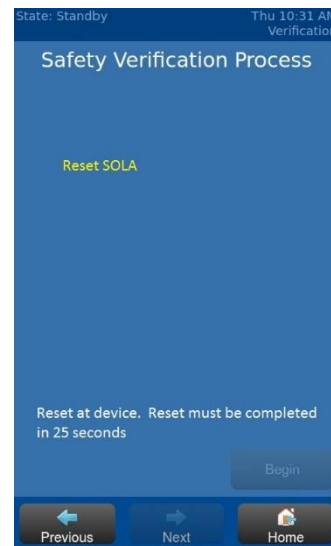 State: Standby
Thu 10:31 AM
Verification
Safety Verification Process
Reset SOLA
Reset at device. Reset must be completed
in 25 seconds
Begin
Previous
Next
Home